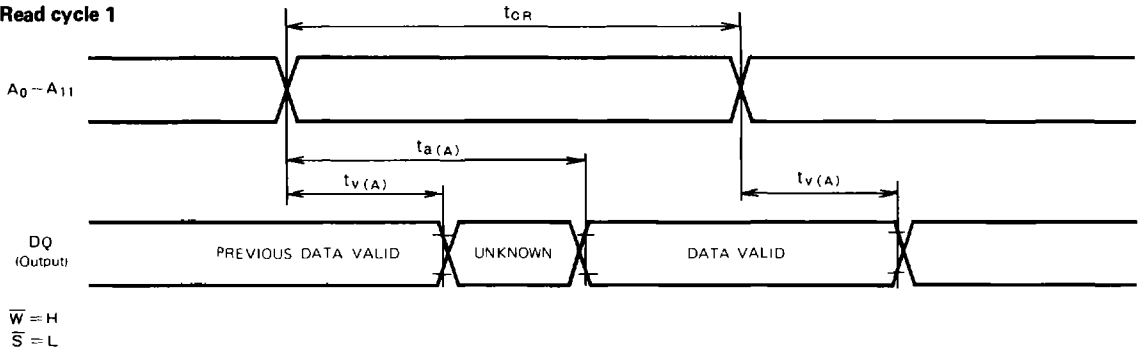 Read cycle 1
tCR
A0~A11
ta(A)
tv(A)
tv(A)
DQ
(Output)
PREVIOUS DATA VALID
UNKNOWN
DATA VALID
W̅ = H
S̅ = L